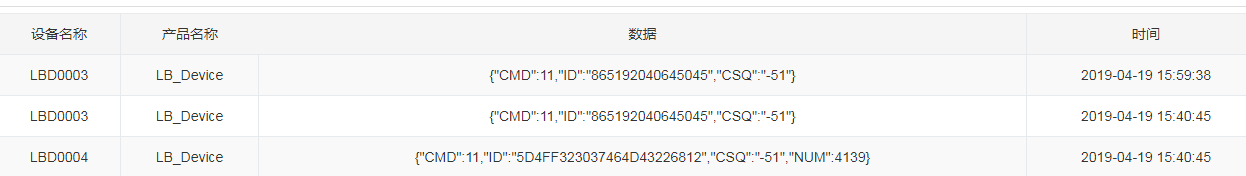 设备名称 产品名称 数据 时间
LBD0003 LB_Device {"CMD":11,"ID":"865192040645045","CSQ":"-51"} 2019-04-19 15:59:38
LBD0003 LB_Device {"CMD":11,"ID":"865192040645045","CSQ":"-51"} 2019-04-19 15:40:45
LBD0004 LB_Device {"CMD":11,"ID":"5D4FF323037464D43226812","CSQ":"-51","NUM":4139} 2019-04-19 15:40:45